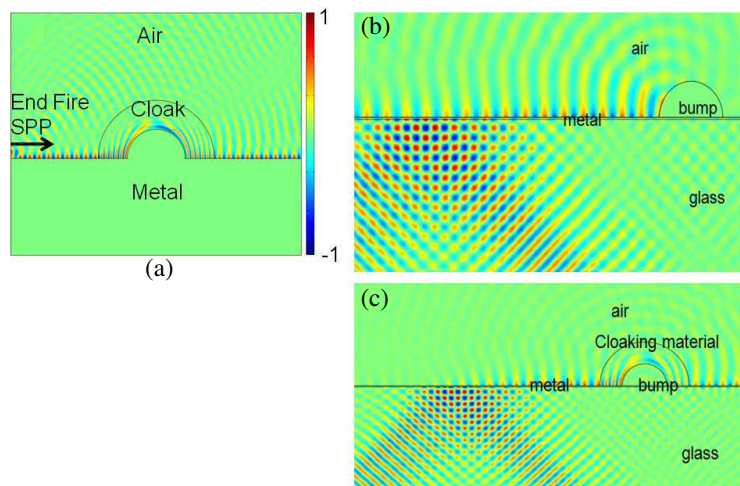 Air
1
End Fire
SPP
Cloak
Metal
-1
(a)
(b)
air
bump
metal
glass
(c)
air
Cloaking material
metal
bump
glass